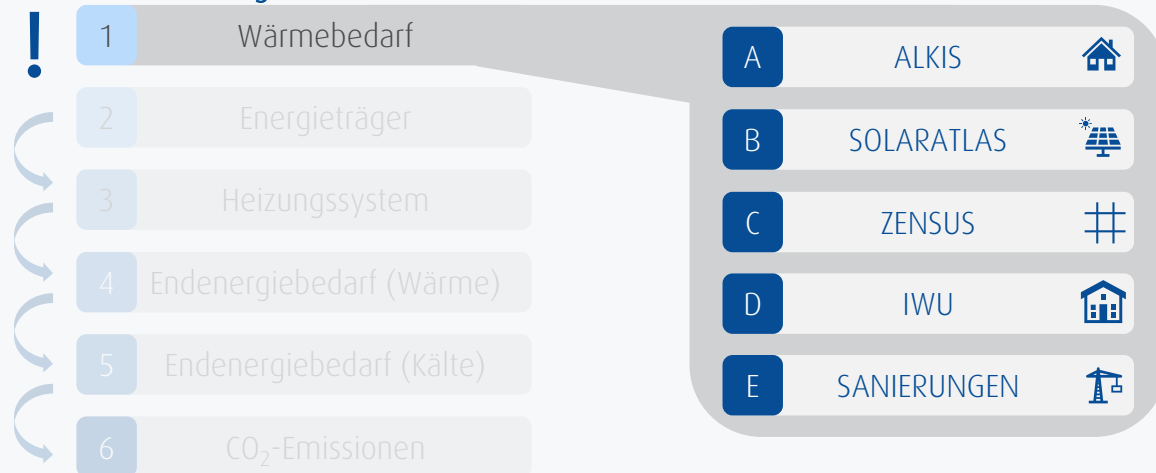 !
1 Wärmebedarf
2 Energieträger
3 Heizungssystem
4 Endenergiebedarf (Wärme)
5 Endenergiebedarf (Kälte)
6 CO₂-Emissionen
A ALKIS
B SOLARATLAS
C ZENSUS
D IWU
E SANIERUNGEN